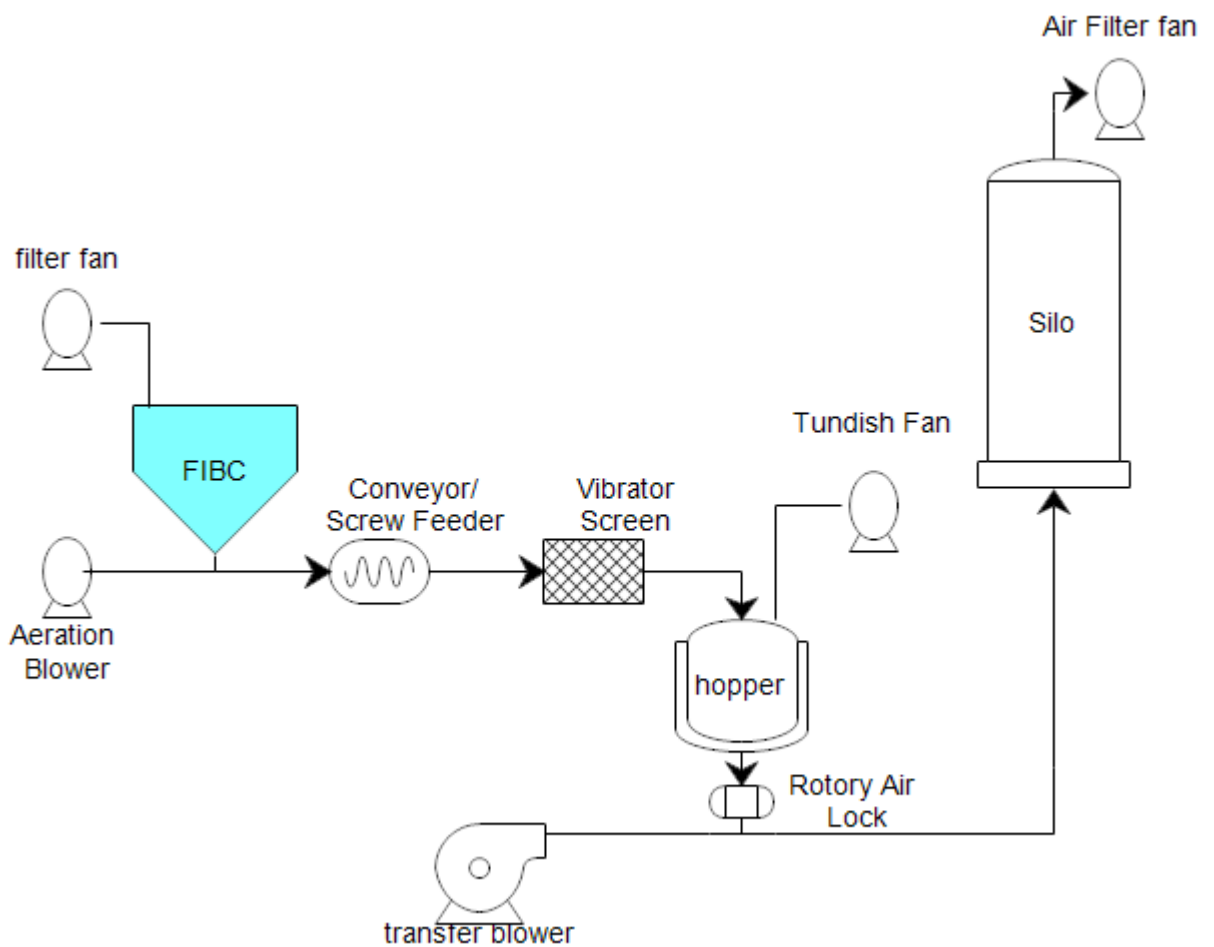 Air Filter fan
filter fan
Silo
Tundish Fan
FIBC
Conveyor/
Screw Feeder
Vibrator
Screen
Aeration
Blower
hopper
Rotory Air
Lock
transfer blower